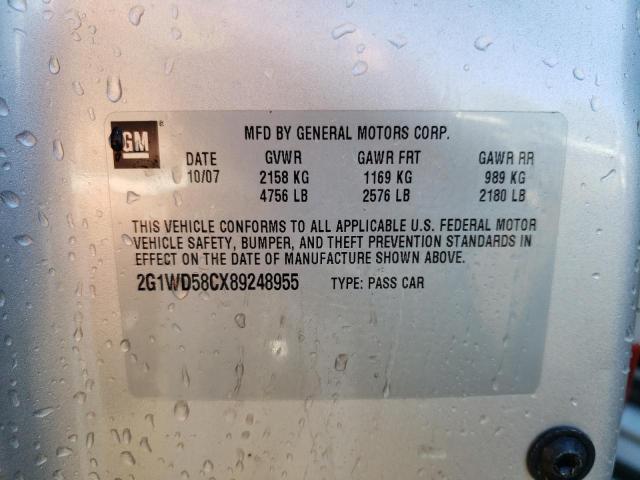 GM ®
MFD BY GENERAL MOTORS CORP.
DATE GVWR GAWR FRT GAWR RR
10/07 2158 KG 1169 KG 989 KG
4756 LB 2576 LB 2180 LB
THIS VEHICLE CONFORMS TO ALL APPLICABLE U.S. FEDERAL MOTOR
VEHICLE SAFETY, BUMPER, AND THEFT PREVENTION STANDARDS IN
EFFECT ON THE DATE OF MANUFACTURE SHOWN ABOVE.
2G1WD58CX89248955 TYPE: PASS CAR